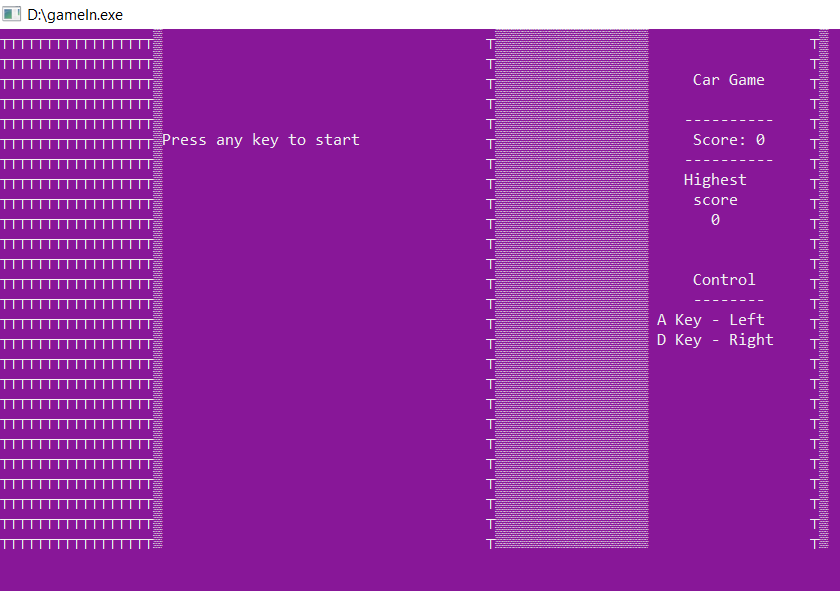 D:\gameIn.exe
Press any key to start
Car Game
----------
Score: 0
----------
Highest
score
0
Control
--------
A Key - Left
D Key - Right